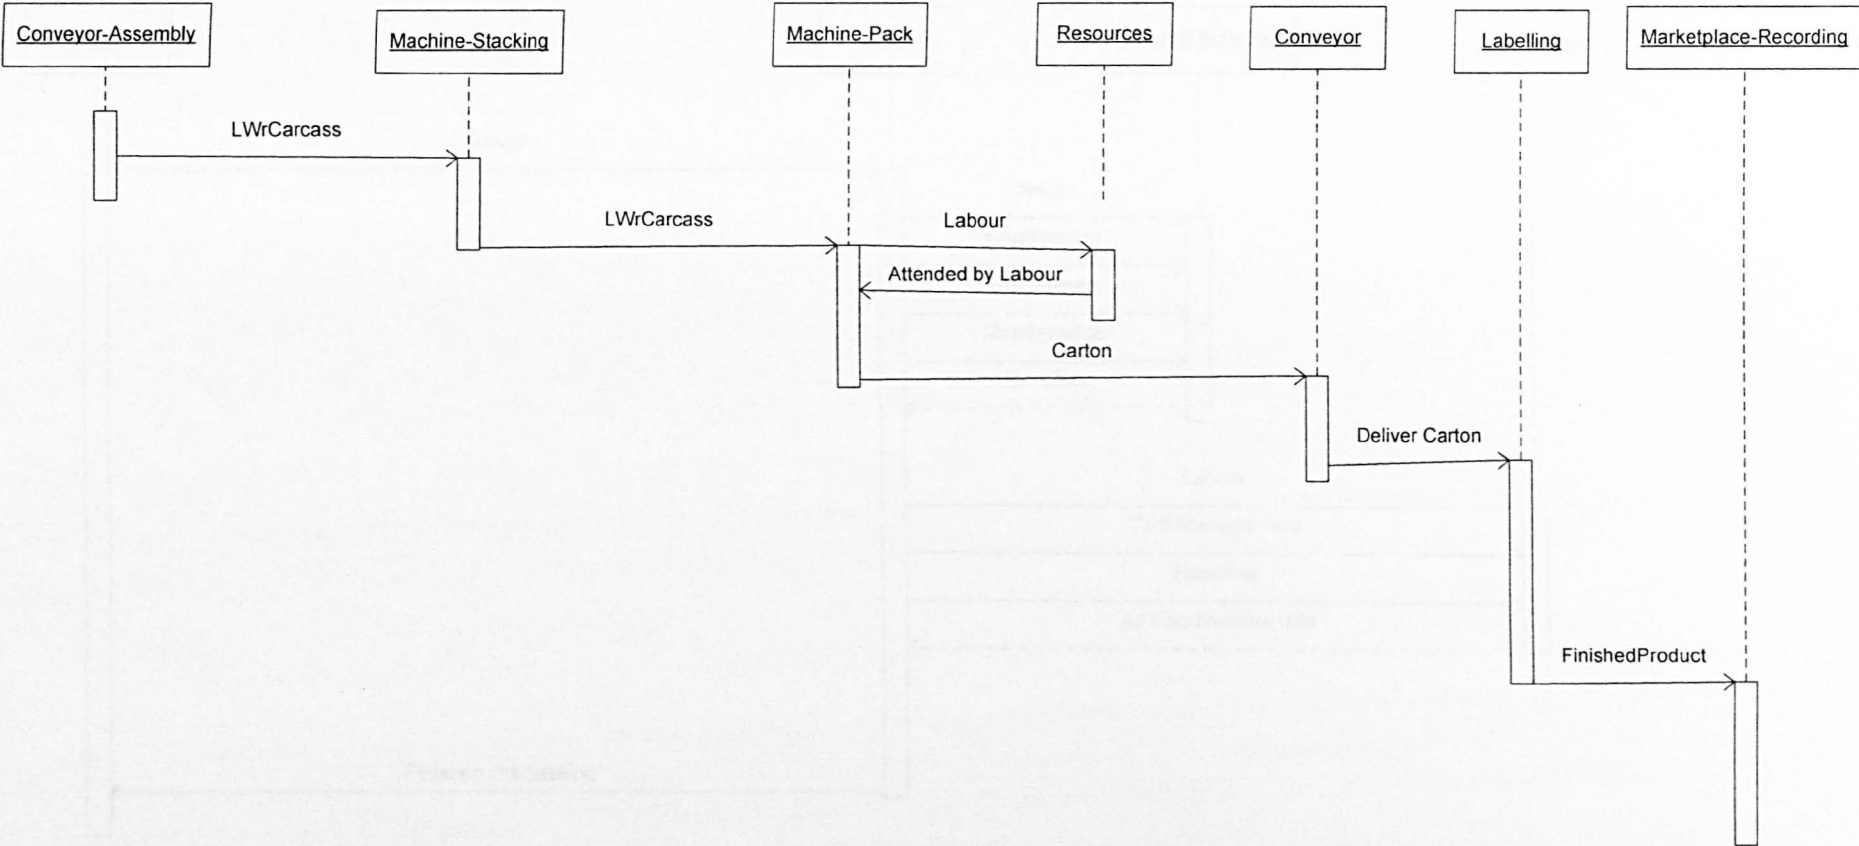 Conveyor-Assembly
Machine-Stacking
Machine-Pack
Resources
Conveyor
Labelling
Marketplace-Recording
LWrCarcass
LWrCarcass
Labour
Attended by Labour
Carton
Deliver Carton
FinishedProduct